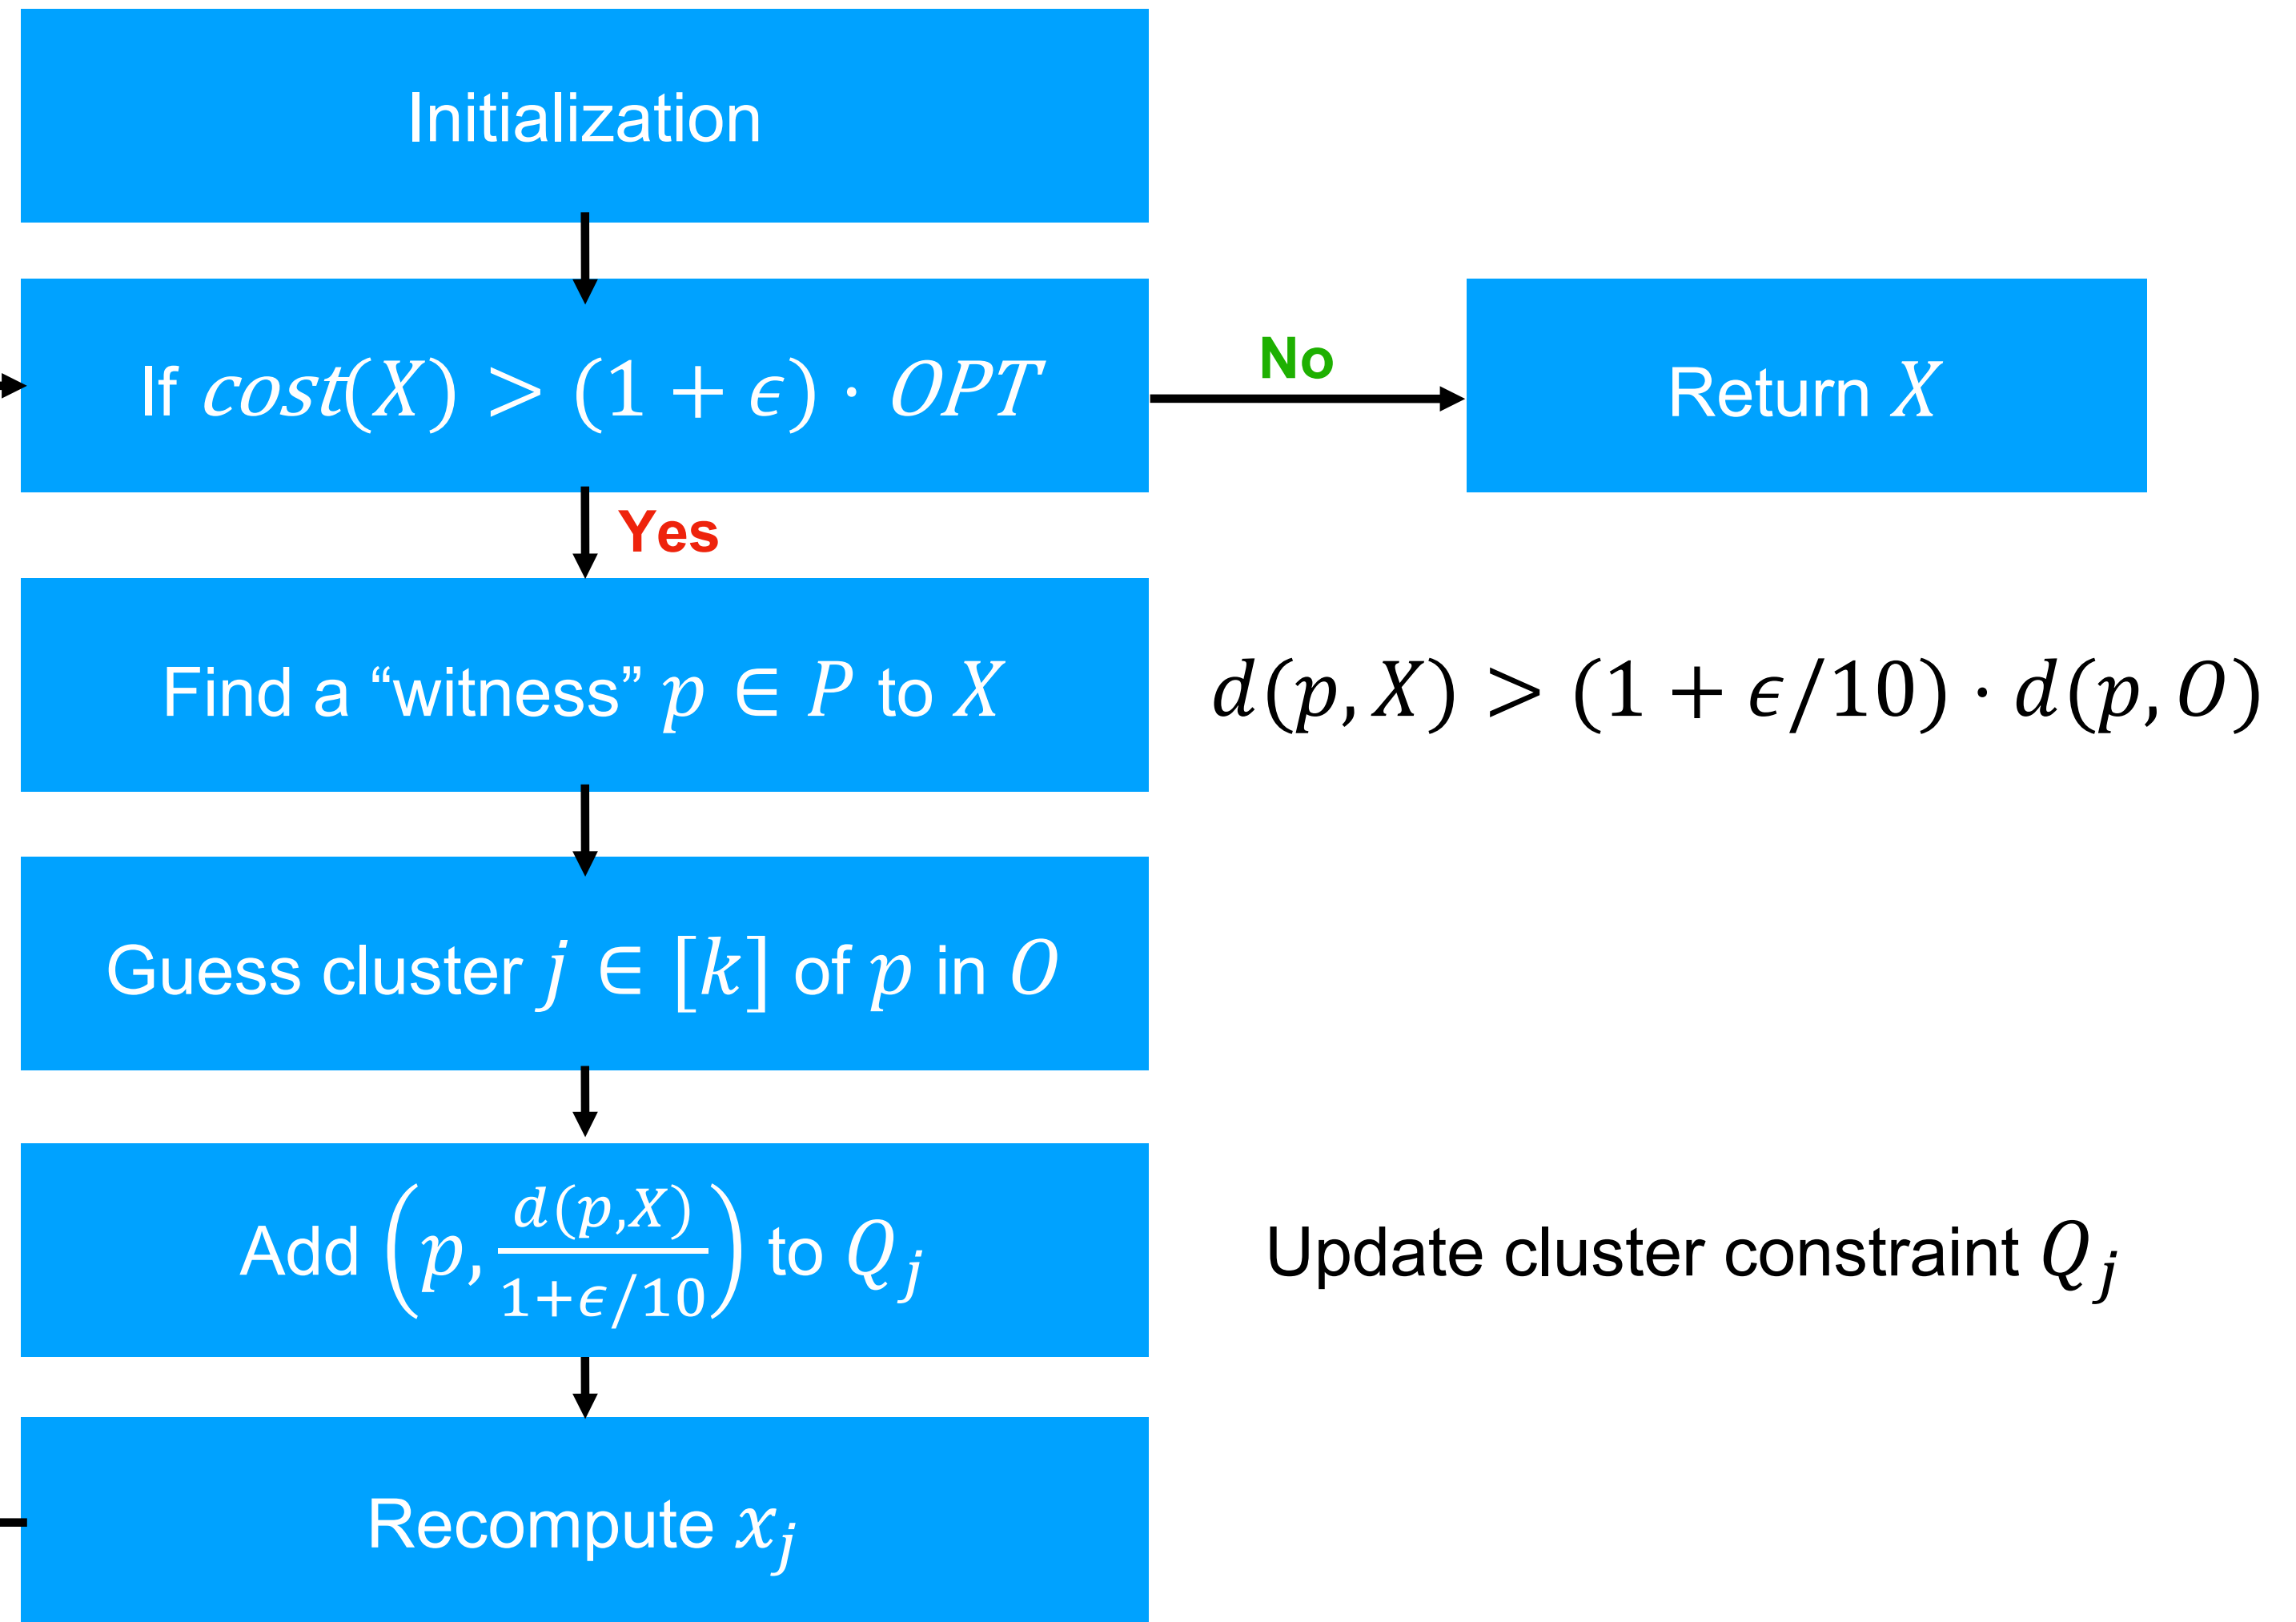 Initialization
If cost(X) > (1 + ϵ) · OPT
No
Return X
Yes
Find a “witness” p ∈ P to X
d(p, X) > (1 + ϵ/10) · d(p, O)
Guess cluster j ∈ [k] of p in O
Add (p, d(p,X)/1+ϵ/10) to Q_j
Update cluster constraint Q_j
Recompute x_j